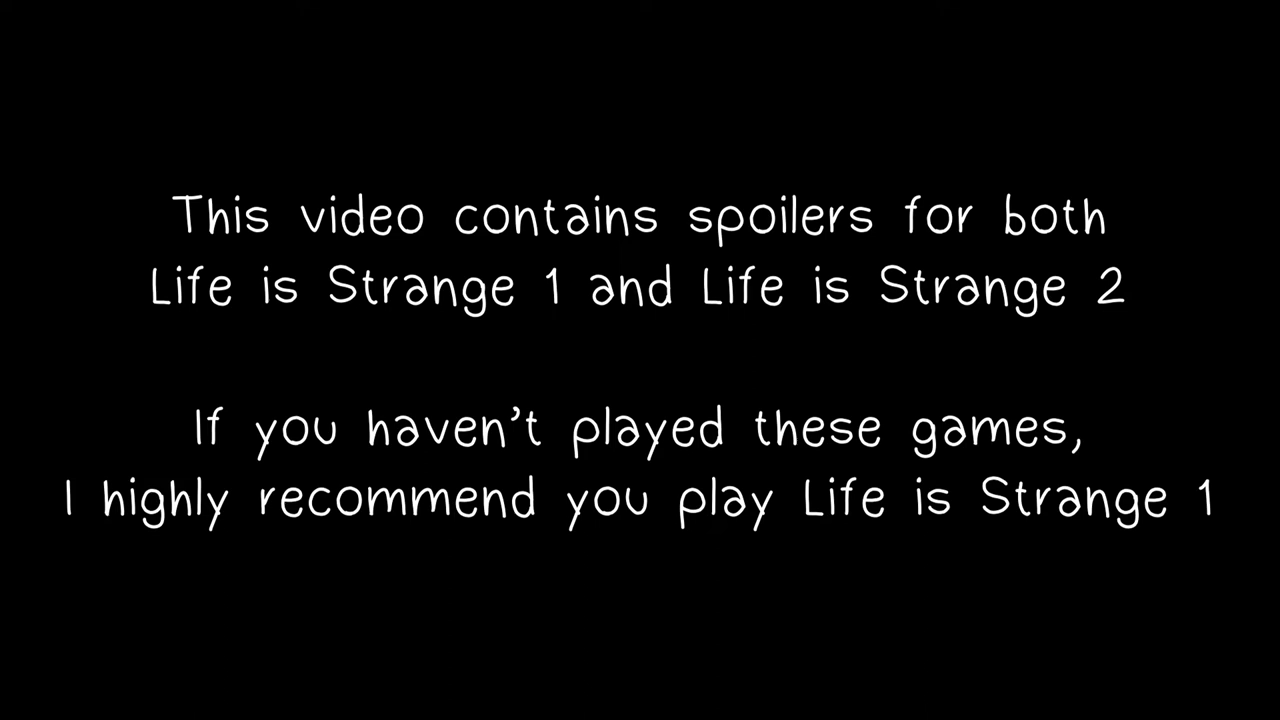 This video contains spoilers for both
Life is Strange 1 and Life is Strange 2
If you haven't played these games,
I highly recommend you play Life is Strange 1